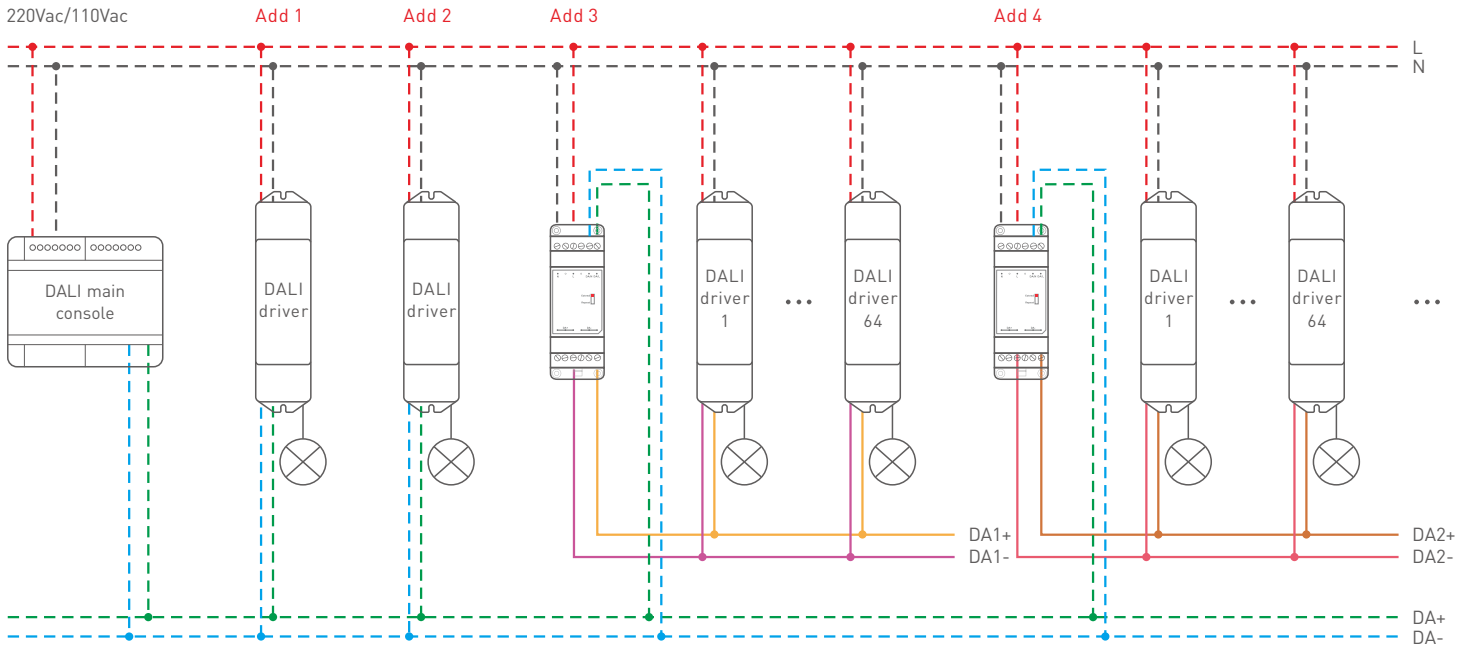 220Vac/110Vac
Add 1
Add 2
Add 3
Add 4
L
N
DALI main
console
DALI
driver
DALI
driver
DALI
driver
1
...
DALI
driver
64
DALI
driver
1
...
DALI
driver
64
...
DA1+
DA1-
DA2+
DA2-
DA+
DA-